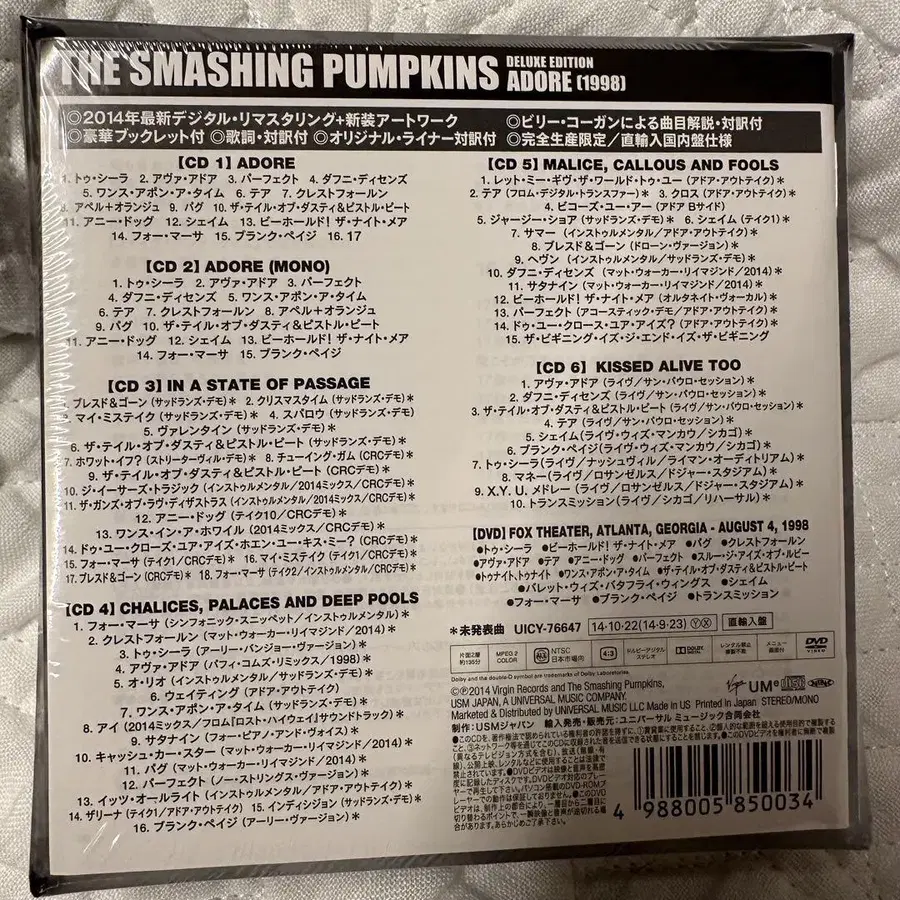 THE SMASHING PUMPKINS DELUXE EDITION ADORE (1998)
◎2014年最新デジタル・リマスタリング+新装アートワーク ◎ビリー・コーガンによる曲目解説・対訳付
◎豪華ブックレット付 ◎歌詞・対訳付 ◎オリジナル・ライナー対訳付 ◎完全生産限定/直輸入国内盤仕様
【CD 1】ADORE
1. トゥ・シーラ 2. アヴァ・アドア 3. パーフェクト 4. ダフニ・ディセンズ
5. ワンス・アポン・ア・タイム 6. テア 7. クレストフォールン
8. アペル+オランジュ 9. パグ 10. ザ・テイル・オブ・ダスティ&ピストル・ピート
11. アニー・ドッグ 12. シェイム 13. ビーホールド! ザ・ナイト・メア
14. フォー・マーサ 15. ブランク・ペイジ 16. 17
【CD 2】ADORE (MONO)
1. トゥ・シーラ 2. アヴァ・アドア 3. パーフェクト
4. ダフニ・ディセンズ 5. ワンス・アポン・ア・タイム
6. テア 7. クレストフォールン 8. アペル+オランジュ
9. パグ 10. ザ・テイル・オブ・ダスティ&ピストル・ピート
11. アニー・ドッグ 12. シェイム 13. ビーホールド! ザ・ナイト・メア
14. フォー・マーサ 15. ブランク・ペイジ
【CD 3】IN A STATE OF PASSAGE
1. ブレスド&ゴーン (サッドランズ・デモ)* 2. クリスマスタイム (サッドランズ・デモ)*
3. マイ・ミステイク (サッドランズ・デモ)* 4. スパロウ (サッドランズ・デモ)
5. ヴァレンタイン (サッドランズ・デモ)*
6. ザ・テイル・オブ・ダスティ&ピストル・ピート (サッドランズ・デモ)*
7. ホワット・イフ? (ストリーターヴィル・デモ)* 8. チューイング・ガム (CRCデモ)*
9. ザ・テイル・オブ・ダスティ&ピストル・ピート (CRCデモ)*
10. ジ・イーサーズ・トラジック (インストゥルメンタル/2014ミックス/CRCデモ)*
11. ザ・ガンズ・オブ・ラヴ・ディザストラス (インストゥルメンタル/2014ミックス/CRCデモ)*
12. アニー・ドッグ (テイク10/CRCデモ)*
13. ワンス・イン・ア・ホワイル (2014ミックス/CRCデモ)*
14. ドゥ・ユー・クローズ・ユア・アイズ・ホエン・ユー・キス・ミー? (CRCデモ)*
15. フォー・マーサ (テイク1/CRCデモ)* 16. マイ・ミステイク (テイク1/CRCデモ)*
17. ブレスド&ゴーン (CRCデモ)* 18. フォー・マーサ (テイク2/インストゥルメンタル/CRCデモ)*
【CD 4】CHALICES, PALACES AND DEEP POOLS
1. フォー・マーサ (シンフォニック・スニペット/インストゥルメンタル)*
2. クレストフォールン (マット・ウォーカー・リイマジンド/2014)*
3. トゥ・シーラ (アーリー・バンジョー・ヴァージョン)*
4. アヴァ・アドア (パフィ・コムズ・リミックス/1998)*
5. オ・リオ (インストゥルメンタル/サッドランズ・デモ)*
6. ウェイティング (アドア・アウトテイク)
7. ワンス・アポン・ア・タイム (サッドランズ・デモ)*
8. アイ (2014ミックス/フロム『ロスト・ハイウェイ』サウンドトラック)*
9. サタナイン (フォー・ピアノ・アンド・ヴォイス)*
10. キャッシュ・カー・スター (マット・ウォーカー・リイマジンド/2014)*
11. パグ (マット・ウォーカー・リイマジンド/2014)*
12. パーフェクト (ノー・ストリングス・ヴァージョン)*
13. イッツ・オールライト (インストゥルメンタル/アドア・アウトテイク)*
14. ザリーナ (テイク1/アドア・アウトテイク) 15. インディシジョン (サッドランズ・デモ)*
16. ブランク・ペイジ (アーリー・ヴァージョン)*
【CD 5】MALICE, CALLOUS AND FOOLS
1. レット・ミー・ギヴ・ザ・ワールド・トゥ・ユー (アドア・アウトテイク)*
2. テア (フロム・デジタル・トランスファー)* 3. クロス (アドア・アウトテイク)*
4. ビコーズ・ユー・アー (アドア Bサイド)
5. ジャージー・ショア (サッドランズ・デモ)* 6. シェイム (テイク1)*
7. サマー (インストゥルメンタル/アドア・アウトテイク)*
8. ブレスド&ゴーン (ドローン・ヴァージョン)*
9. ヘヴン (インストゥルメンタル/サッドランズ・デモ)*
10. ダフニ・ディセンズ (マット・ウォーカー・リイマジンド/2014)*
11. サタナイン (マット・ウォーカー・リイマジンド/2014)*
12. ビーホールド! ザ・ナイト・メア (オルタネイト・ヴォーカル)*
13. パーフェクト (アコースティック・デモ/アドア・アウトテイク)*
14. ドゥ・ユー・クロース・ユア・アイズ? (アドア・アウトテイク)*
15. ザ・ビギニング・イズ・ジ・エンド・イズ・ザ・ビギニング
【CD 6】 KISSED ALIVE TOO
1. アヴァ・アドア (ライヴ/サン・パウロ・セッション)*
2. ダフニ・ディセンズ (ライヴ/サン・パウロ・セッション)*
3. ザ・テイル・オブ・ダスティ&ピストル・ピート (ライヴ/サン・パウロ・セッション)*
4. テア (ライヴ/サン・パウロ・セッション)*
5. シェイム(ライヴ・ウィズ・マンカウ/シカゴ)*
6. ブランク・ペイジ(ライヴ・ウィズ・マンカウ/シカゴ)*
7. トゥ・シーラ(ライヴ/ナッシュヴィル/ライマン・オーディトリアム)*
8. マネー(ライヴ/ロサンゼルス/ドジャー・スタジアム)*
9. X.Y.U. メドレー(ライヴ/ロサンゼルス/ドジャー・スタジアム)*
10. トランスミッション(ライヴ/シカゴ/リハーサル)*
【DVD】FOX THEATER, ATLANTA, GEORGIA - AUGUST 4, 1998
●トゥ・シーラ ●ビーホールド! ザ・ナイト・メア ●パグ ●クレストフォールン
●アヴァ・アドア ●テア ●アニー・ドッグ ●パーフェクト ●スルー・ジ・アイズ・オブ・ルビー
●トゥナイト、トゥナイト ●ワンス・アポン・ア・タイム ●ザ・テイル・オブ・ダスティ&ピストル・ピート
●バレット・ウィズ・バタフライ・ウィングス ●シェイム
●フォー・マーサ ●ブランク・ペイジ ●トランスミッション
*未発表曲 UICY-76647 14・10・22(14・9・23) Ⓨ Ⓧ 直輸入盤
片面2層 約135分 MPEG 2 COLOR NTSC 日本市場向 4:3 ドルビーデジタル ステレオ DOLBY DIGITAL レンタル禁止 複製不能 メニュー画面付 DVD VIDEO
Dolby and the double-D symbol are trademarks of Dolby Laboratories.
℗©2014 Virgin Records and The Smashing Pumpkins,
USM JAPAN, A UNIVERSAL MUSIC COMPANY.
Marketed & Distributed by UNIVERSAL MUSIC LLC Made in US Printed in Japan STEREO/MONO
制作:USMジャパン 輸入発売・販売元:ユニバーサル ミュージック合同会社
Virgin UMe
4 988005 850034